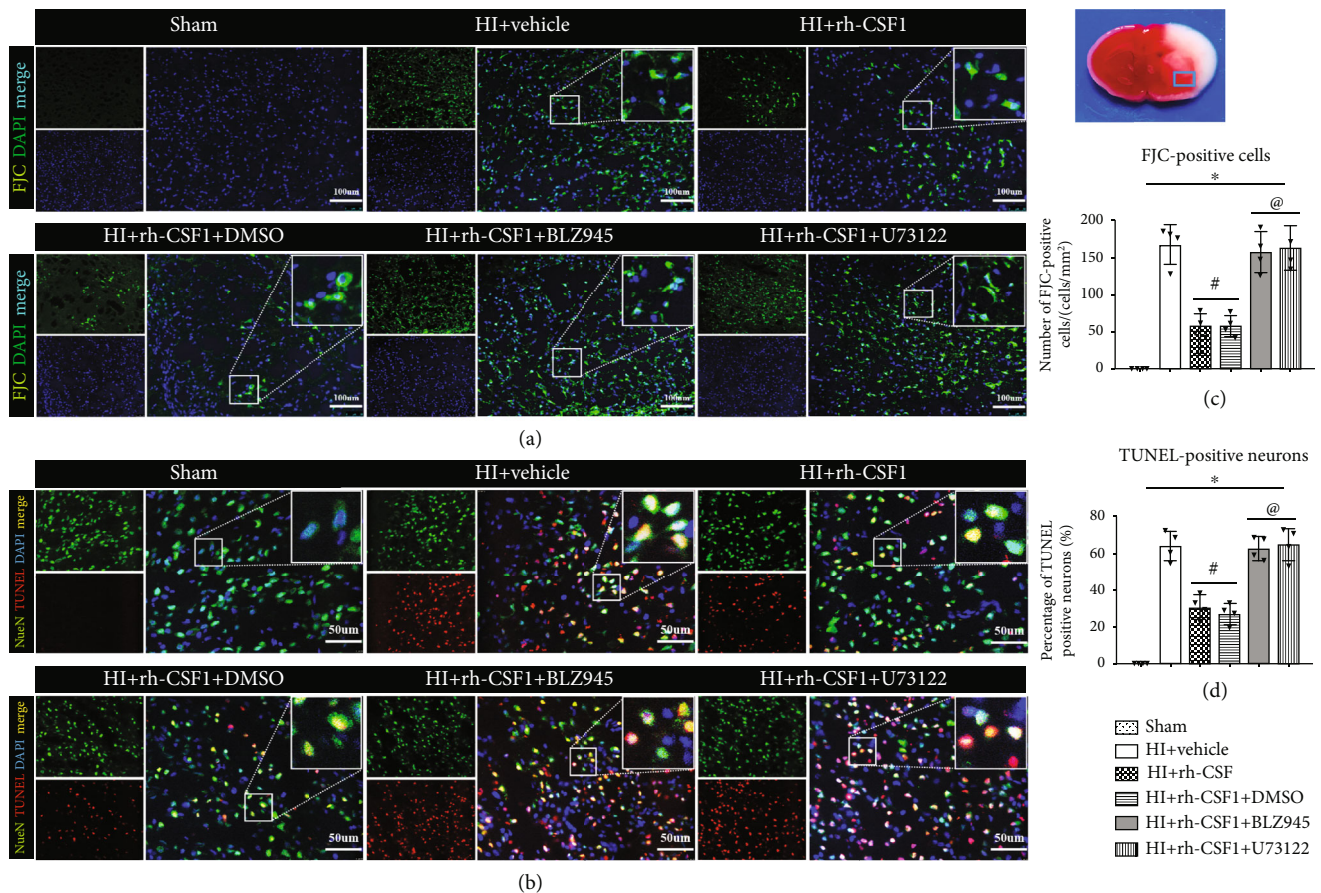 Sham
HI+vehicle
HI+rh-CSF1
FJC DAPI merge
100um
100um
100um
HI+rh-CSF1+DMSO
HI+rh-CSF1+BLZ945
HI+rh-CSF1+U73122
FJC DAPI merge
100um
100um
100um
(a)
Sham
HI+vehicle
HI+rh-CSF1
NueN TUNEL DAPI merge
50um
50um
50um
HI+rh-CSF1+DMSO
HI+rh-CSF1+BLZ945
HI+rh-CSF1+U73122
NueN TUNEL DAPI merge
50um
50um
50um
(b)
FJC-positive cells
*
@
#
Number of FJC-positive
cells/(cells/mm²)
200
150
100
50
0
(c)
TUNEL-positive neurons
*
@
#
Percentage of TUNEL
positive neurons (%)
80
60
40
20
0
(d)
Sham
HI+vehicle
HI+rh-CSF
HI+rh-CSF1+DMSO
HI+rh-CSF1+BLZ945
HI+rh-CSF1+U73122